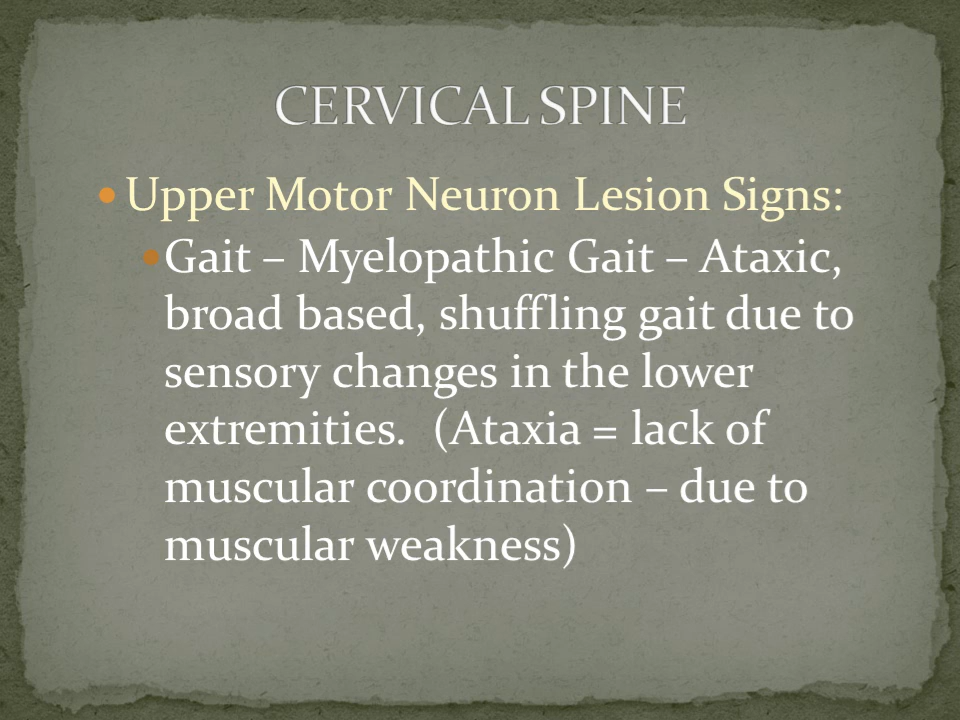 CERVICAL SPINE
• Upper Motor Neuron Lesion Signs:
• Gait – Myelopathic Gait – Ataxic,
broad based, shuffling gait due to
sensory changes in the lower
extremities.  (Ataxia = lack of
muscular coordination – due to
muscular weakness)